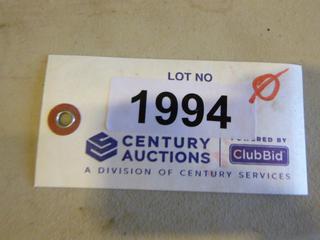 LOT NO
1994
CENTURY
AUCTIONS
POWERED BY
ClubBid
A DIVISION OF CENTURY SERVICES